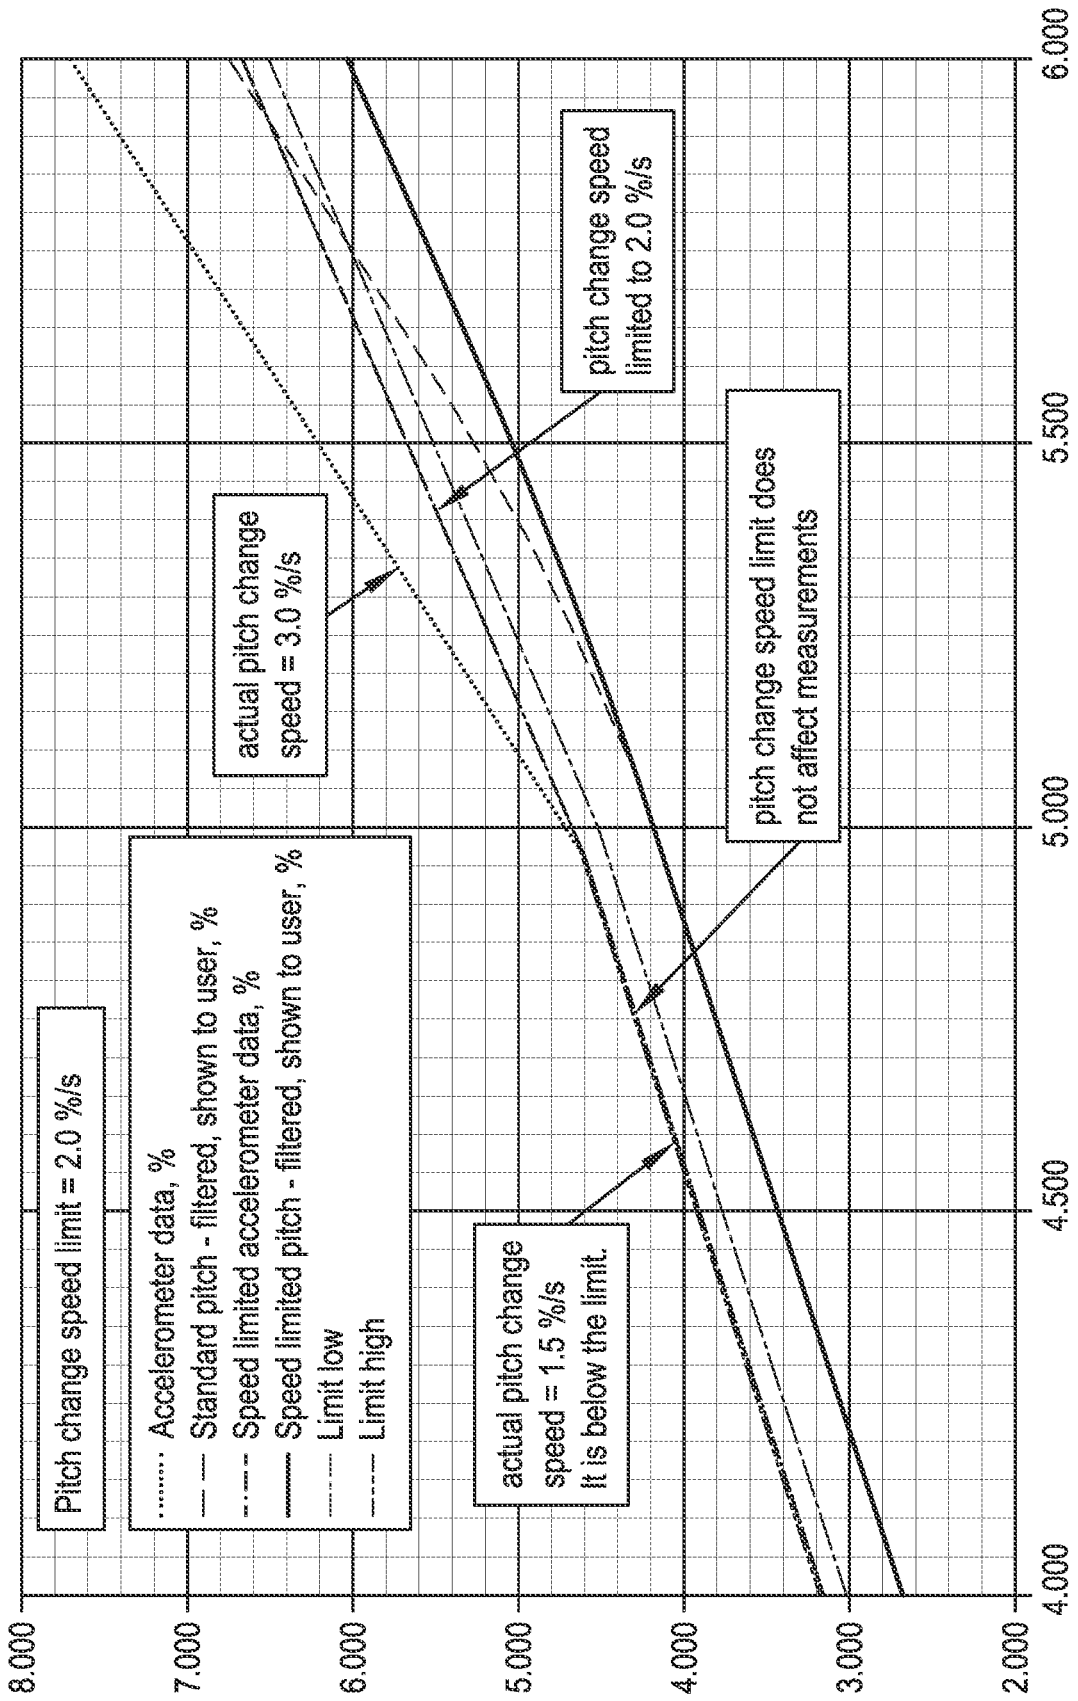 Pitch change speed limit = 2.0 %/s
Accelerometer data, %
Standard pitch - filtered, shown to user, %
Speed limited accelerometer data, %
Speed limited pitch - filtered, shown to user, %
Limit low
Limit high
actual pitch change
speed = 3.0 %/s
actual pitch change
speed = 1.5 %/s
It is below the limit.
pitch change speed
limited to 2.0 %/s
pitch change speed limit does
not affect measurements
8.000
7.000
6.000
5.000
4.000
3.000
2.000
4.000
4.500
5.000
5.500
6.000